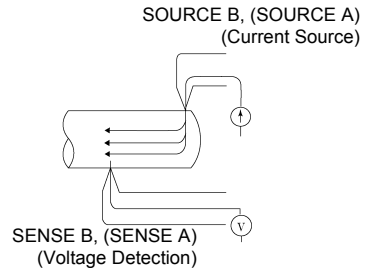 SOURCE B, (SOURCE A)
(Current Source)
V
SENSE B, (SENSE A)
(Voltage Detection)